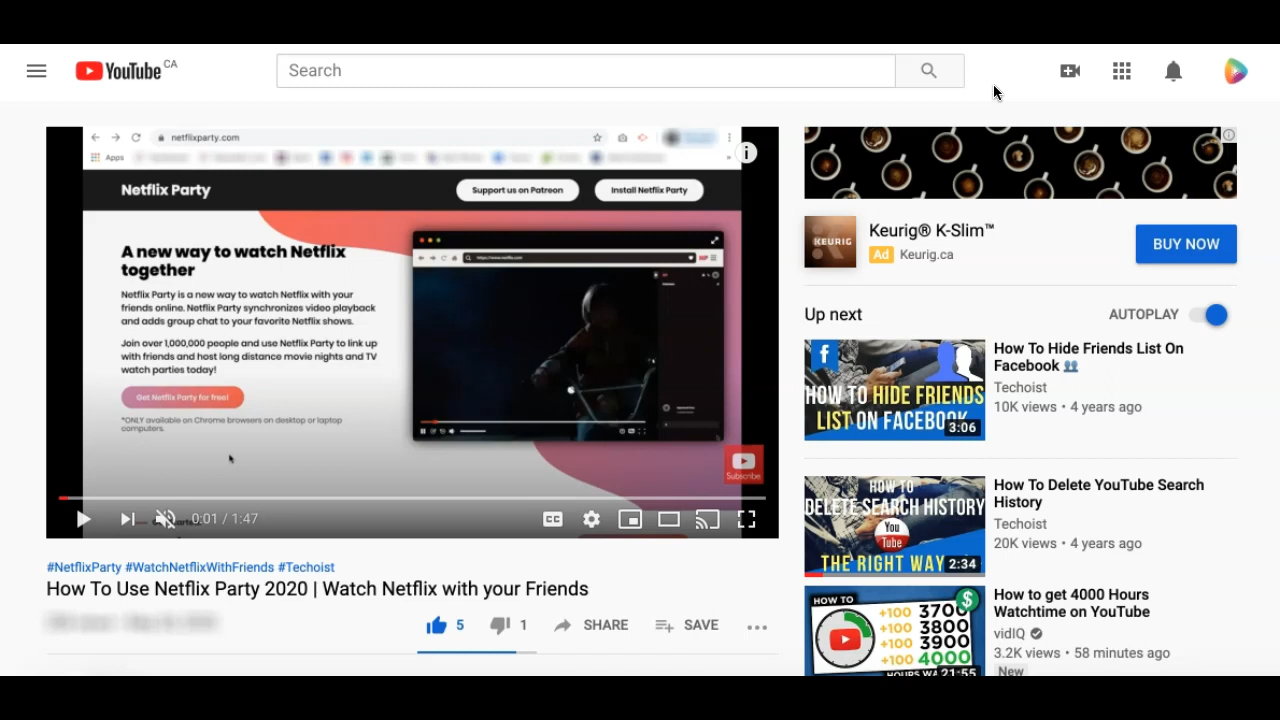 YouTube CA
Search
netflixparty.com
Apps
Netflix Party
Support us on Patreon
Install Netflix Party
A new way to watch Netflix
together
Netflix Party is a new way to watch Netflix with your
friends online. Netflix Party synchronizes video playback
and adds group chat to your favorite Netflix shows.
Join over 1,000,000 people and use Netflix Party to link up
with friends and host long distance movie nights and TV
watch parties today!
Get Netflix Party for free!
*ONLY available on Chrome browsers on desktop or laptop
computers.
https://www.netflix.com
Subscribe
0:01 / 1:47
CC
#NetflixParty #WatchNetflixWithFriends #Techoist
How To Use Netflix Party 2020 | Watch Netflix with your Friends
5
1
SHARE
SAVE
KEURIG
Keurig® K-Slim™
Ad Keurig.ca
BUY NOW
Up next
AUTOPLAY
HOW TO HIDE FRIENDS
LIST ON FACEBOOK
3:06
How To Hide Friends List On
Facebook 👥
Techoist
10K views • 4 years ago
HOW TO
DELETE SEARCH HISTORY
You
Tube
THE RIGHT WAY
2:34
How To Delete YouTube Search
History
Techoist
20K views • 4 years ago
HOW TO
+100 3700
+100 3800
+100 3900
+100 4000
21:55
How to get 4000 Hours
Watchtime on YouTube
vidIQ
3.2K views • 58 minutes ago
New